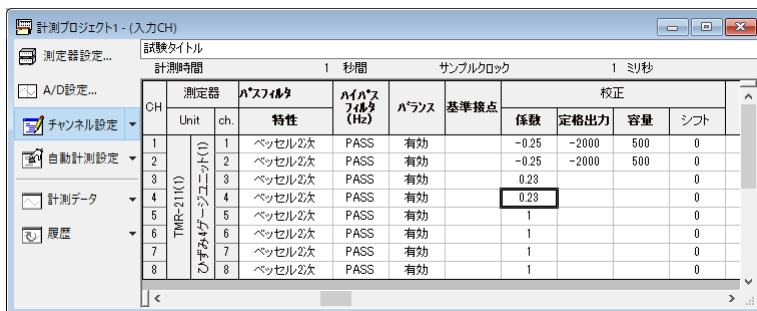 計測プロジェクト1 - (入力CH)
測定器設定...
A/D設定...
チャンネル設定
自動計測設定
計測データ
履歴
試験タイトル
計測時間 1 秒間 サンプルクロック 1 ミリ秒
CH 測定器 パスフィルタ ハイパスフィルタ(Hz) バランス 基準接点 校正
Unit ch. 特性 係数 定格出力 容量 シフト
TMR-211(1)
ひずみ4ゲージユニット(1)
1 1 ベッセル2次 PASS 有効 -0.25 -2000 500 0
2 2 ベッセル2次 PASS 有効 -0.25 -2000 500 0
3 3 ベッセル2次 PASS 有効 0.23 0
4 4 ベッセル2次 PASS 有効 0.23 0
5 5 ベッセル2次 PASS 有効 1 0
6 6 ベッセル2次 PASS 有効 1 0
7 7 ベッセル2次 PASS 有効 1 0
8 8 ベッセル2次 PASS 有効 1 0